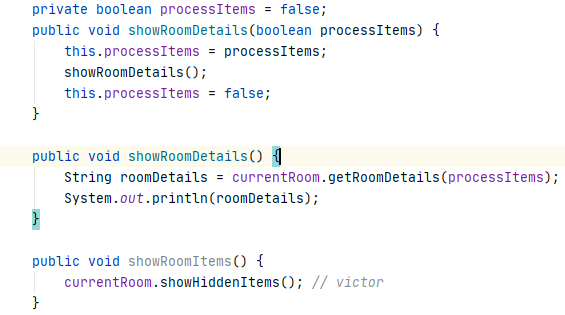 private boolean processItems = false;
public void showRoomDetails(boolean processItems) {
    this.processItems = processItems;
    showRoomDetails();
    this.processItems = false;
}

public void showRoomDetails() {
    String roomDetails = currentRoom.getRoomDetails(processItems);
    System.out.println(roomDetails);
}

public void showRoomItems() {
    currentRoom.showHiddenItems(); // victor
}